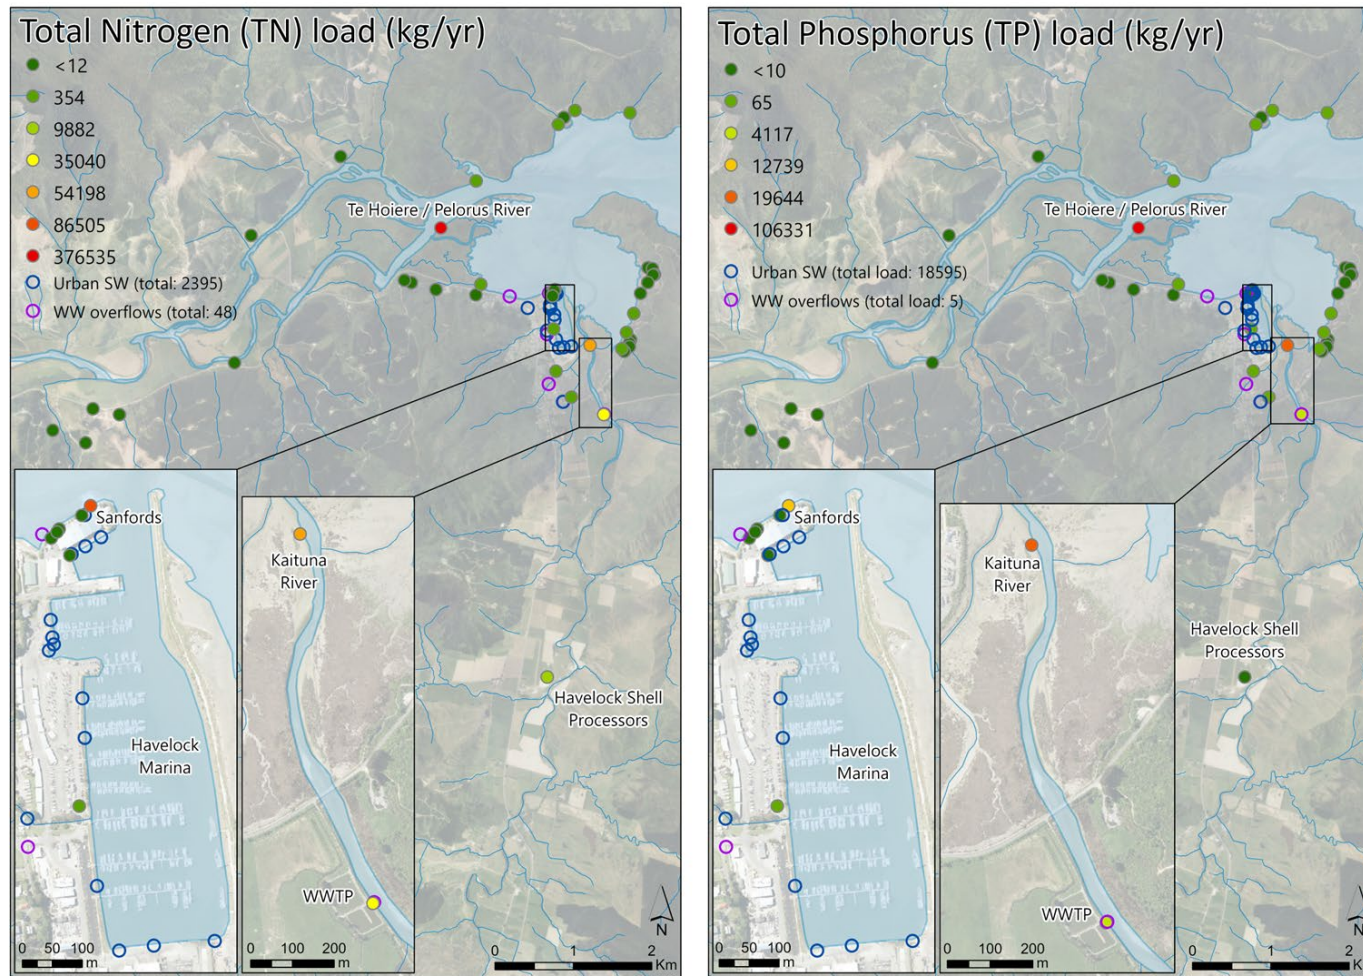 Total Nitrogen (TN) load (kg/yr)
<12
354
9882
35040
54198
86505
376535
Urban SW (total: 2395)
WW overflows (total: 48)
Te Hoiere / Pelorus River
Sanfords
Havelock
Marina
0 50 100
m
Kaituna
River
WWTP
0 100 200
m
Havelock Shell
Processors
N
0 1 2
Km
Total Phosphorus (TP) load (kg/yr)
<10
65
4117
12739
19644
106331
Urban SW (total load: 18595)
WW overflows (total load: 5)
Te Hoiere / Pelorus River
Sanfords
Havelock
Marina
0 50 100
m
Kaituna
River
WWTP
0 100 200
m
Havelock Shell
Processors
N
0 1 2
Km